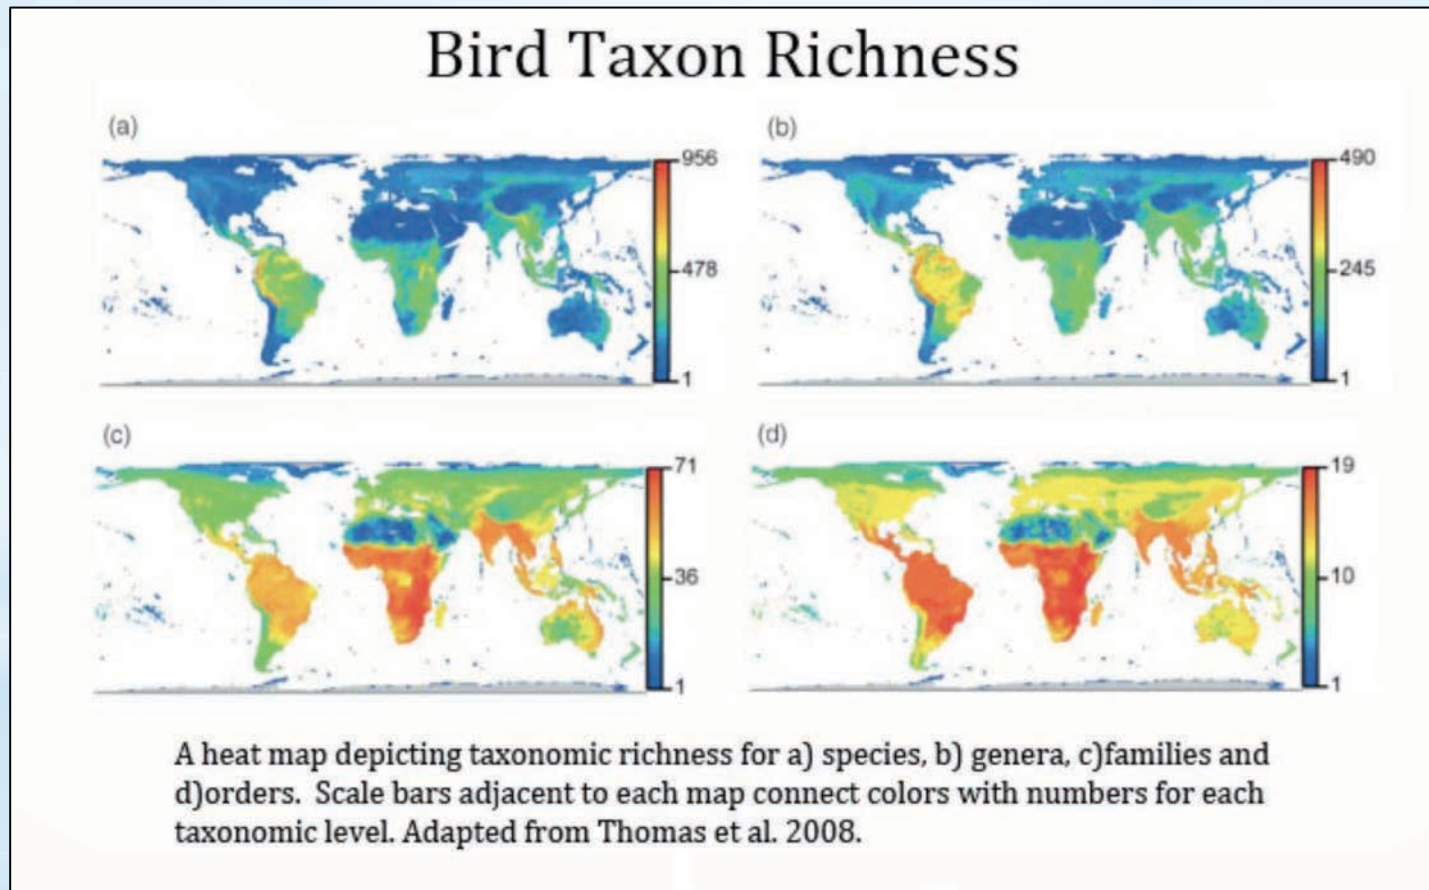 Bird Taxon Richness
(a)
956
478
1
(b)
490
245
1
(c)
71
36
1
(d)
19
10
1
A heat map depicting taxonomic richness for a) species, b) genera, c)families and
d)orders.  Scale bars adjacent to each map connect colors with numbers for each
taxonomic level. Adapted from Thomas et al. 2008.